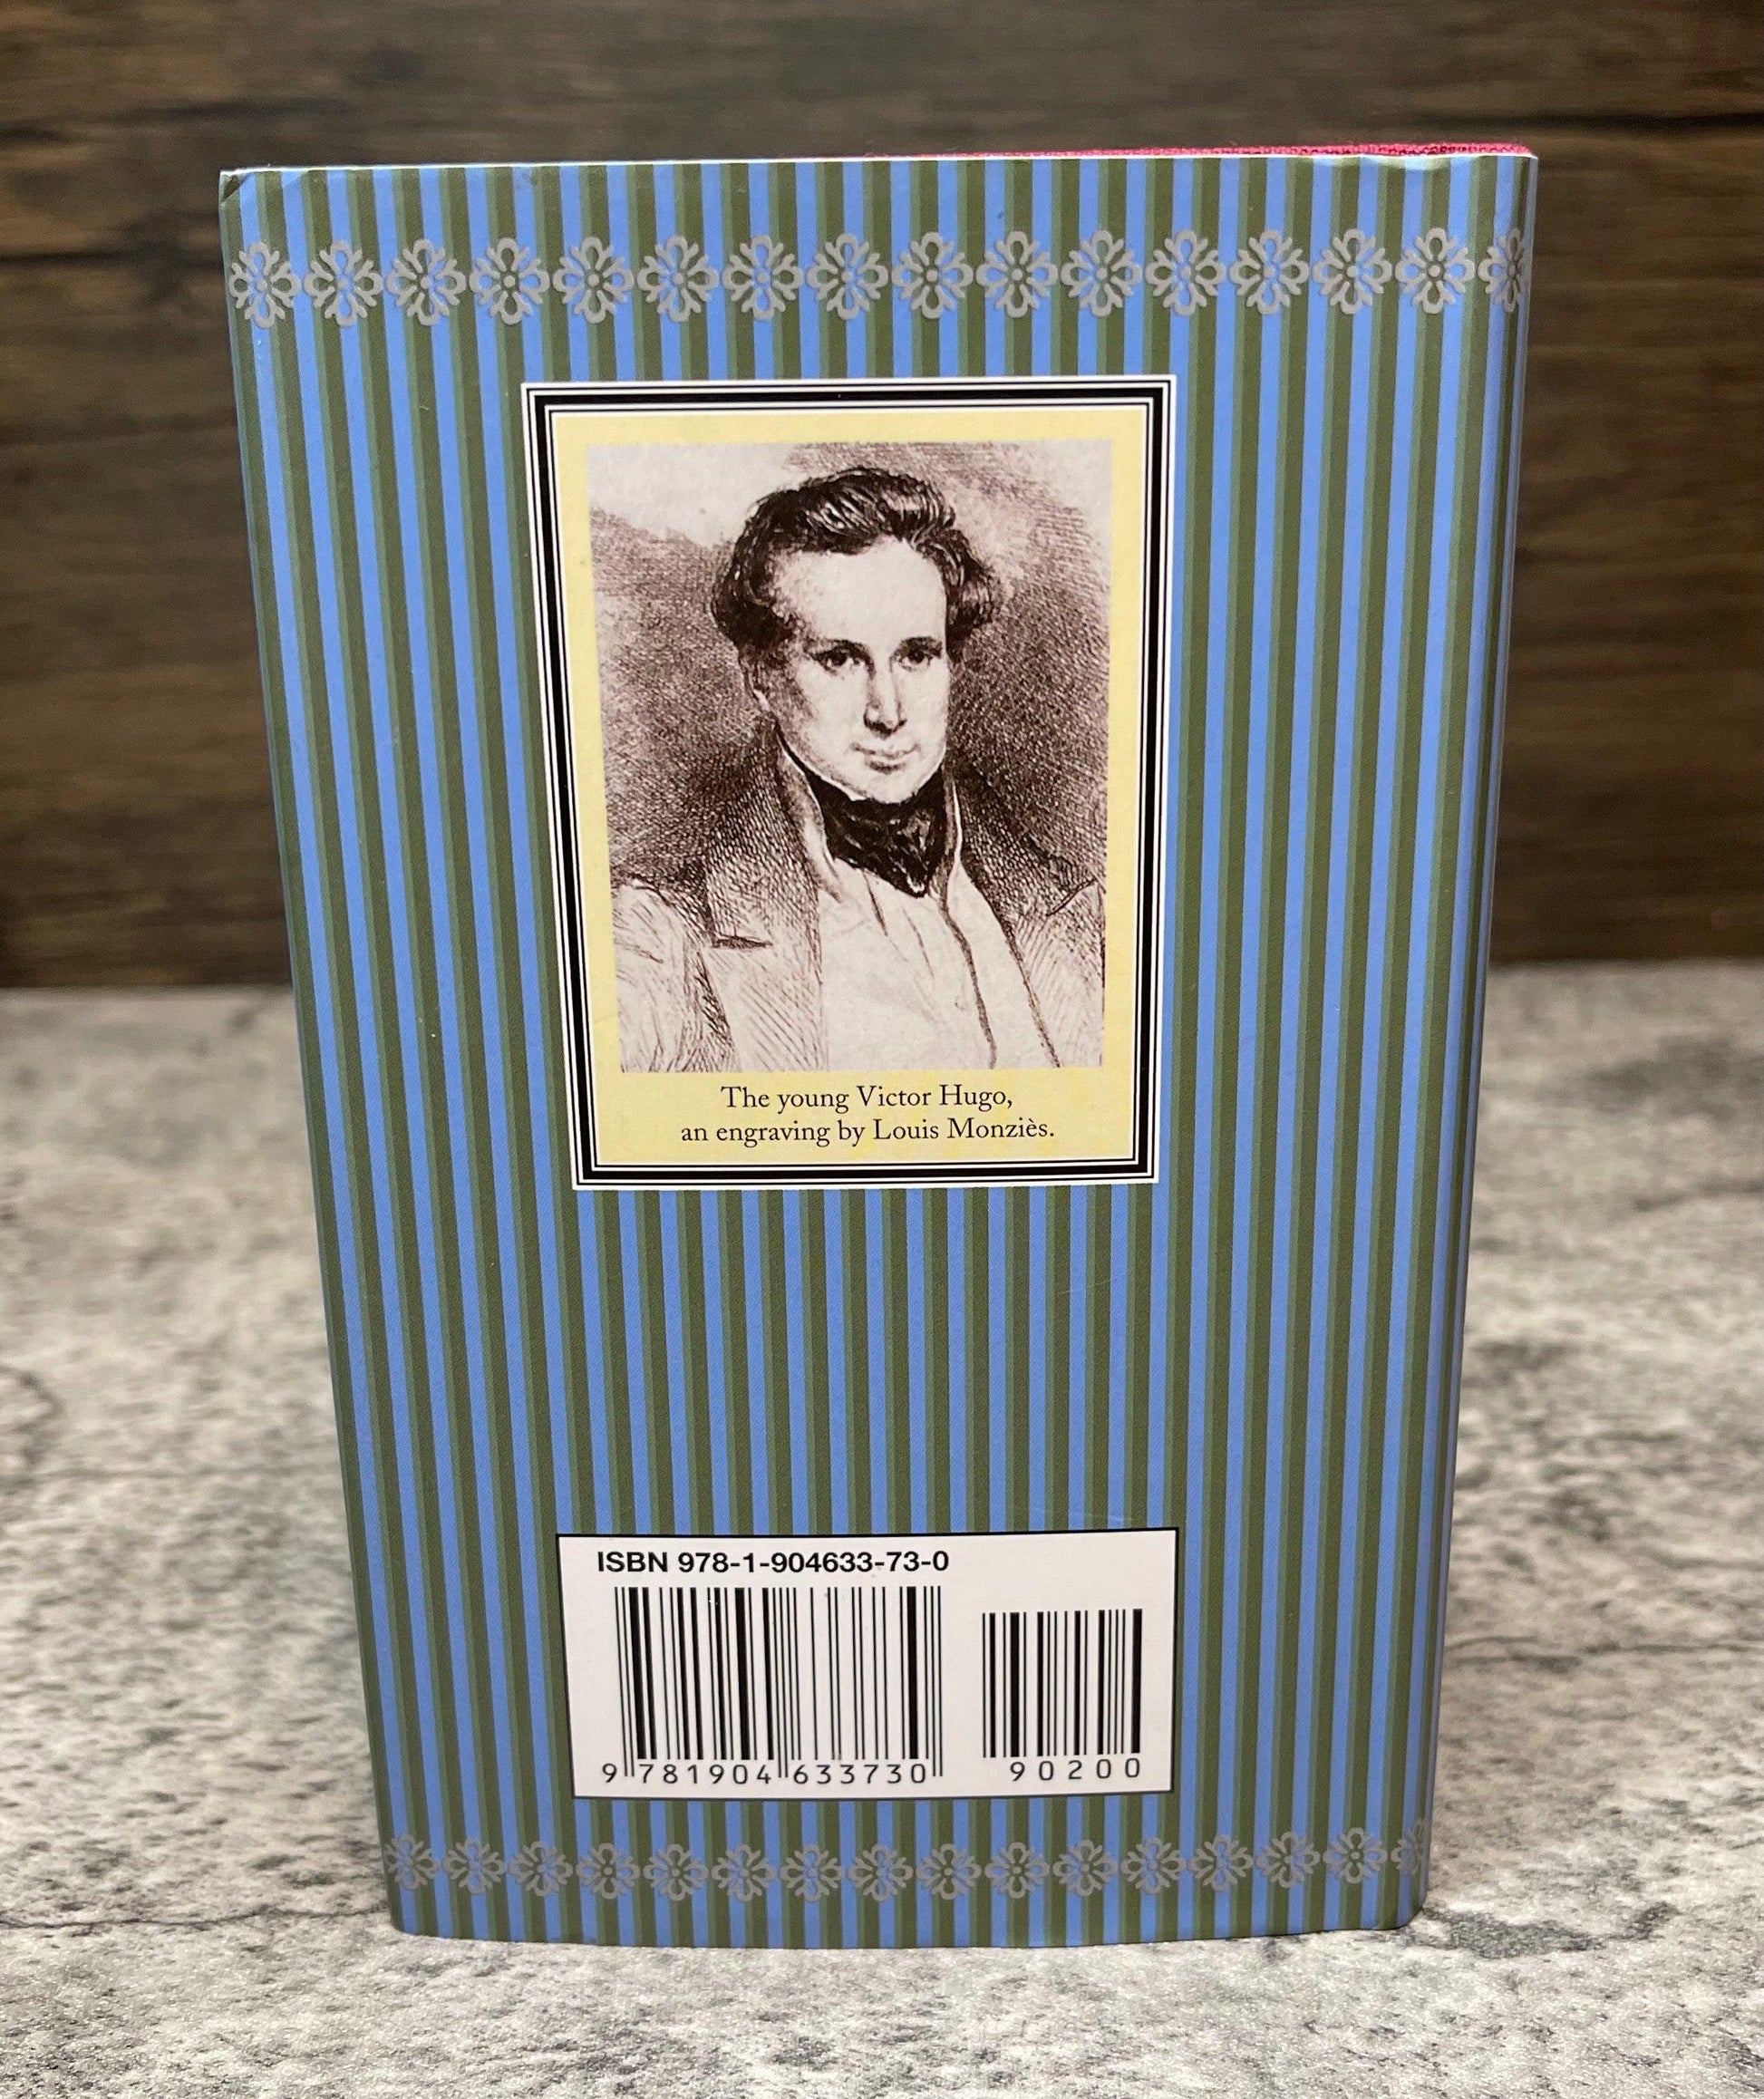 The young Victor Hugo,
an engraving by Louis Monziès.
ISBN 978-1-904633-73-0
9 781904 633730
90200